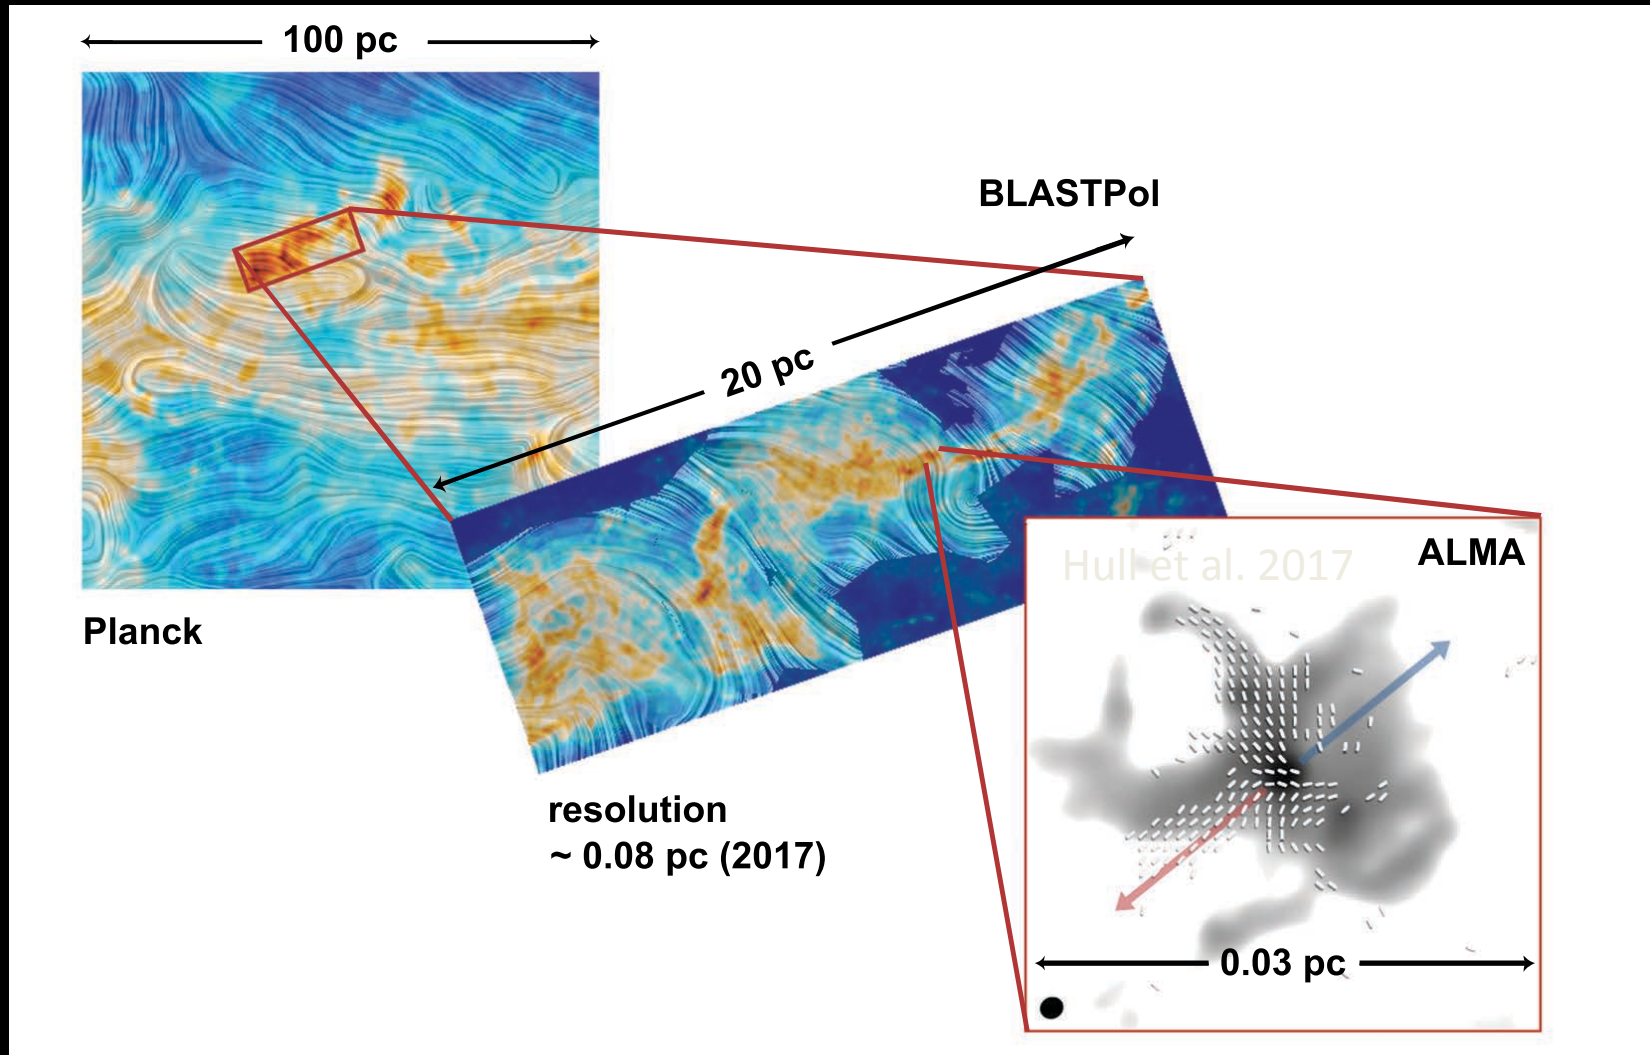 100 pc
Planck
BLASTPol
20 pc
resolution
~ 0.08 pc (2017)
Hull et al. 2017
ALMA
0.03 pc